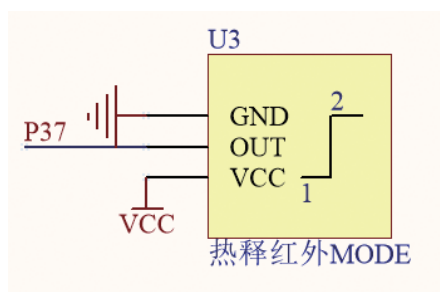 U3
GND
2
P37
OUT
VCC
1
VCC
热释红外MODE